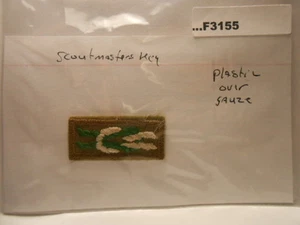 ...F3155
Scoutmasters Key
Plastic
over
gauze